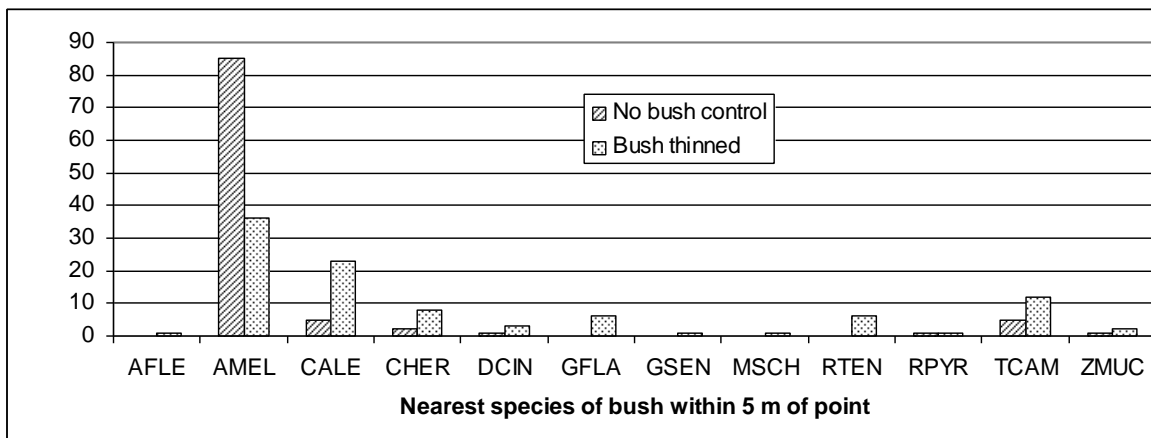 90
80
70
60
50
40
30
20
10
0
No bush control
Bush thinned
AFLE AMEL CALE CHER DCIN GFLA GSEN MSCH RTEN RPYR TCAM ZMUC
Nearest species of bush within 5 m of point